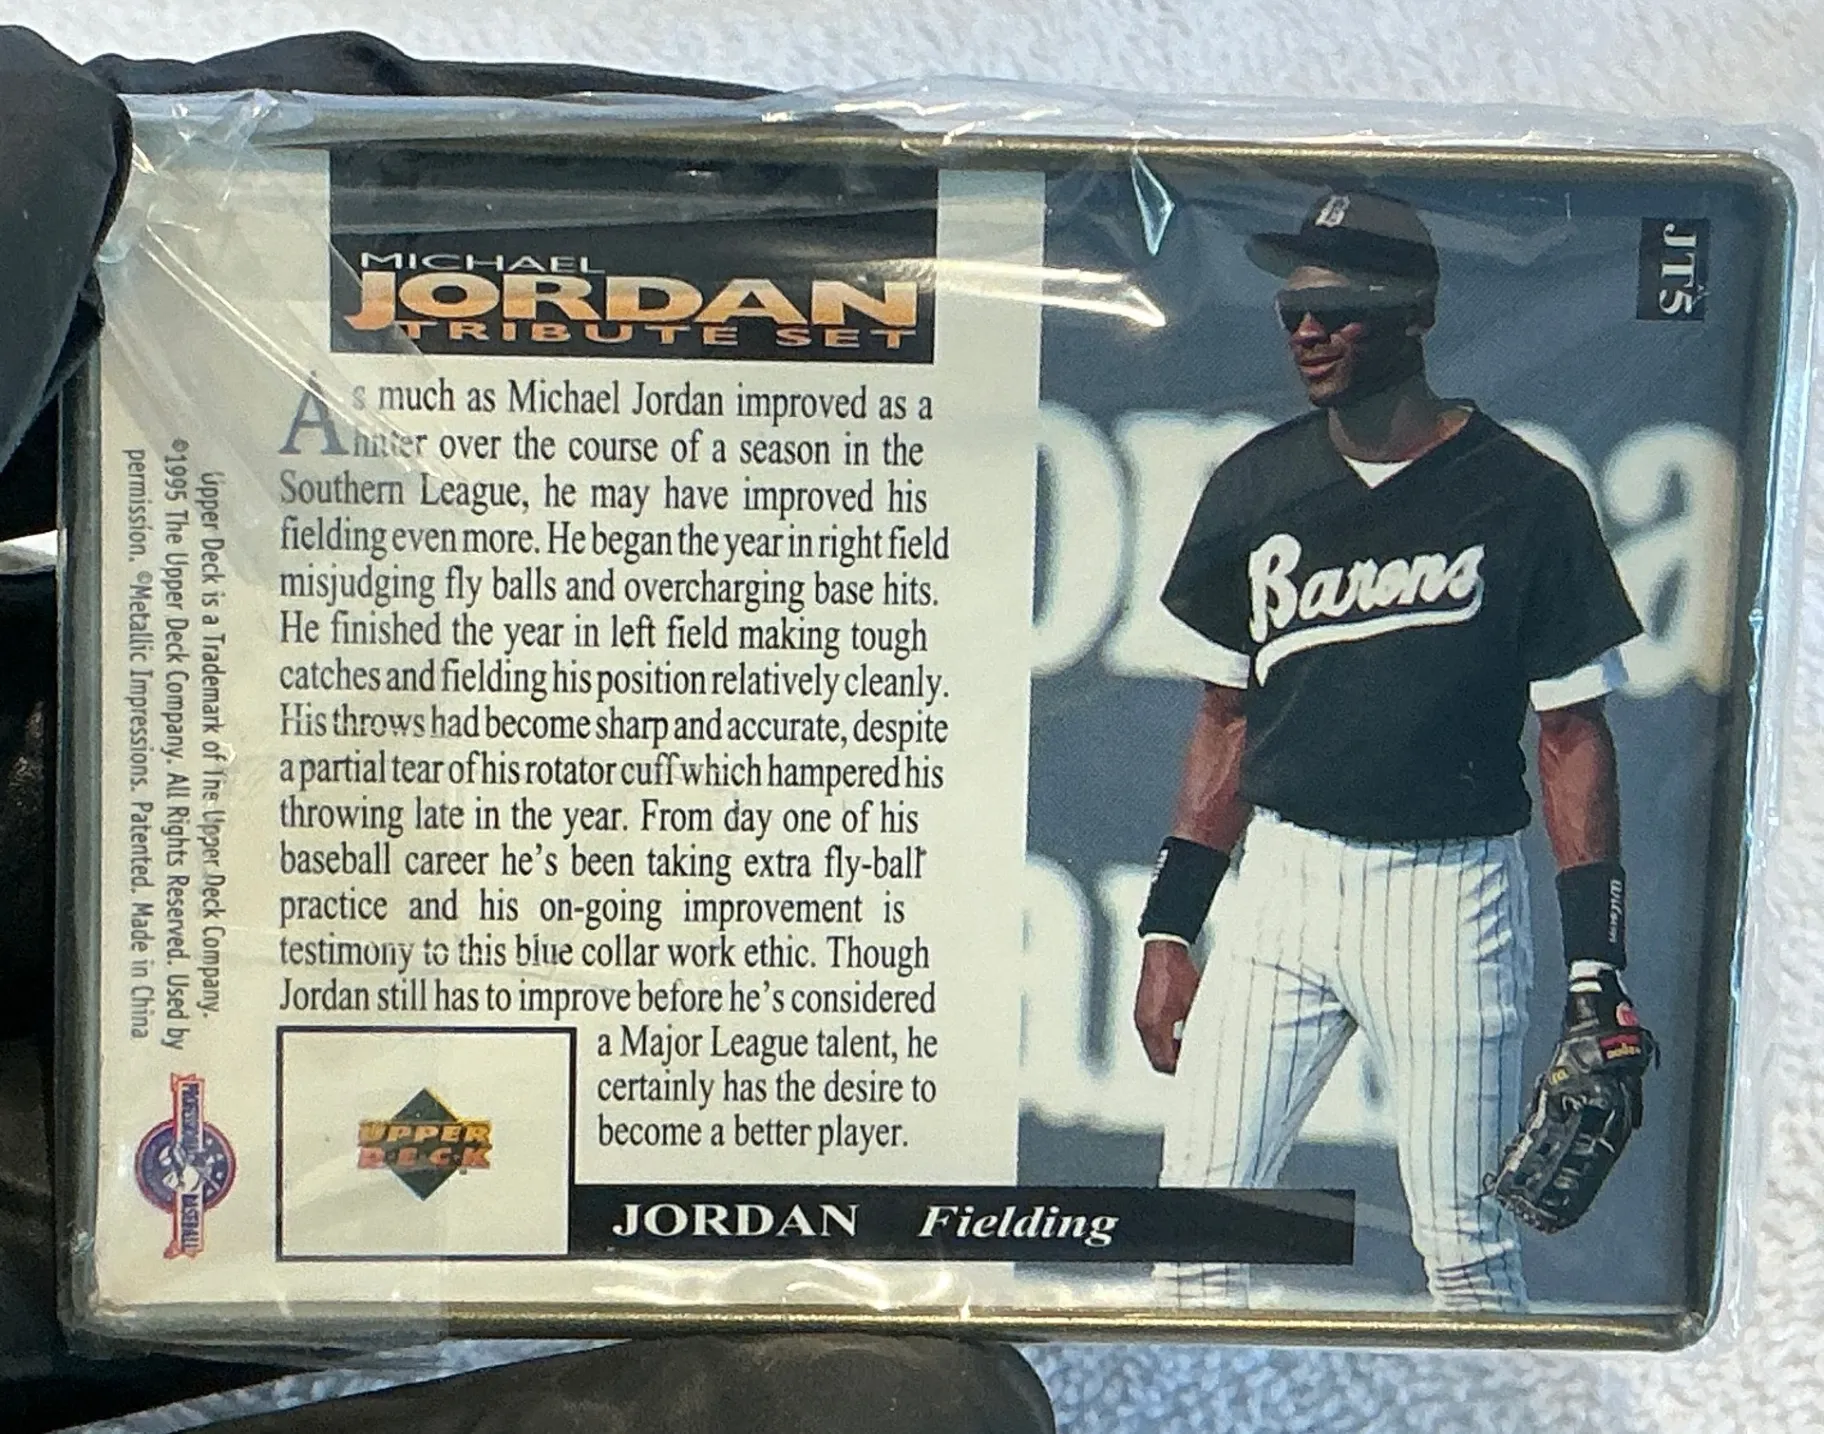 MICHAEL
JORDAN
TRIBUTE SET
JT5
As much as Michael Jordan improved as a
hitter over the course of a season in the
Southern League, he may have improved his
fielding even more. He began the year in right field
misjudging fly balls and overcharging base hits.
He finished the year in left field making tough
catches and fielding his position relatively cleanly.
His throws had become sharp and accurate, despite
a partial tear of his rotator cuff which hampered his
throwing late in the year. From day one of his
baseball career he's been taking extra fly-ball
practice and his on-going improvement is
testimony to this blue collar work ethic. Though
Jordan still has to improve before he's considered
a Major League talent, he
certainly has the desire to
become a better player.
UPPER
DECK
JORDAN Fielding
Upper Deck is a Trademark of The Upper Deck Company.
©1995 The Upper Deck Company. All Rights Reserved. Used by
permission. ©Metallic Impressions. Patented. Made in China
PROFESSIONAL
BASEBALL
B
Barons
Wilson